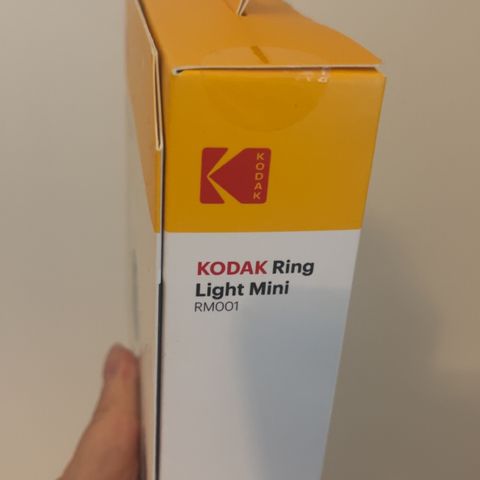 KODAK
KODAK Ring
Light Mini
RM001